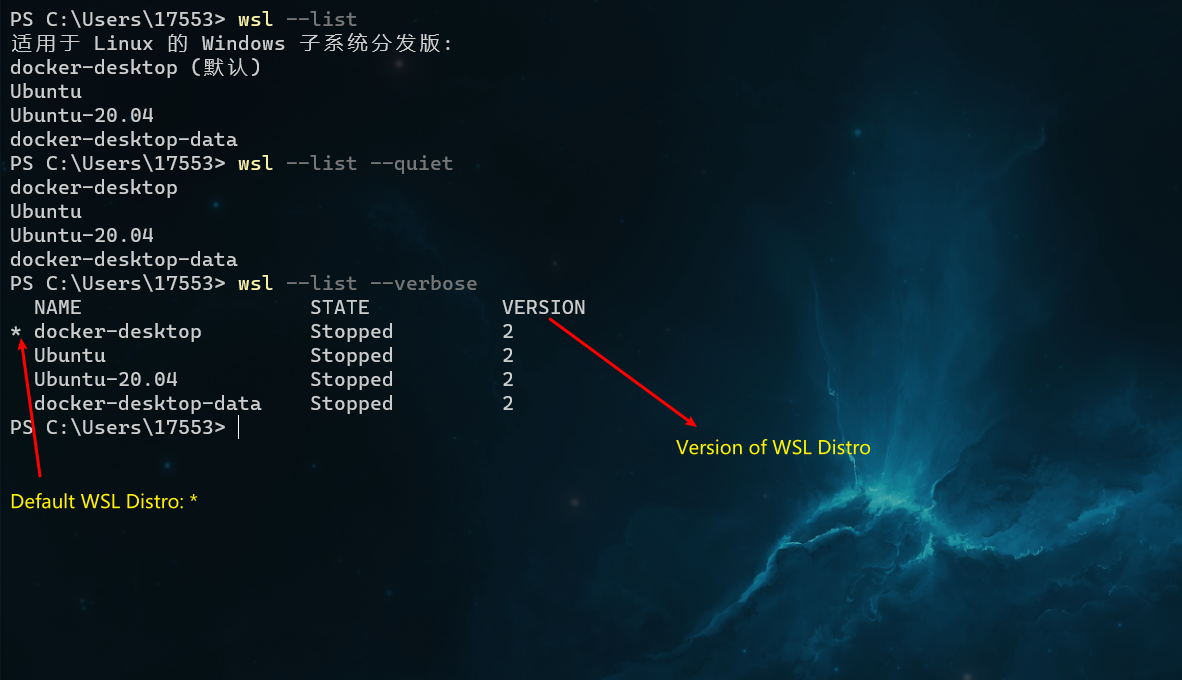 PS C:\Users\17553> wsl --list
适用于 Linux 的 Windows 子系统分发版:
docker-desktop (默认)
Ubuntu
Ubuntu-20.04
docker-desktop-data
PS C:\Users\17553> wsl --list --quiet
docker-desktop
Ubuntu
Ubuntu-20.04
docker-desktop-data
PS C:\Users\17553> wsl --list --verbose
  NAME                   STATE           VERSION
* docker-desktop         Stopped         2
  Ubuntu                 Stopped         2
  Ubuntu-20.04           Stopped         2
  docker-desktop-data    Stopped         2
PS C:\Users\17553>
Version of WSL Distro
Default WSL Distro: *